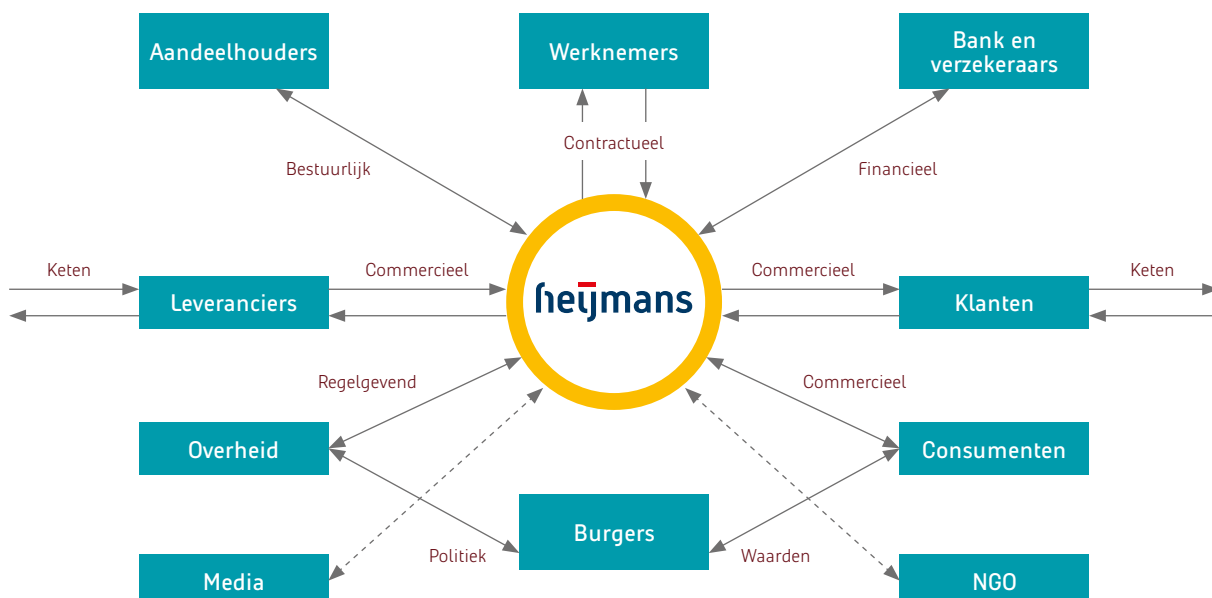 Aandeelhouders
Werknemers
Bank en
verzekeraars
Contractueel
Bestuurlijk
Financieel
Keten
Commercieel
Commercieel
Keten
Leveranciers
heijmans
Klanten
Regelgevend
Commercieel
Overheid
Consumenten
Burgers
Politiek
Waarden
Media
NGO